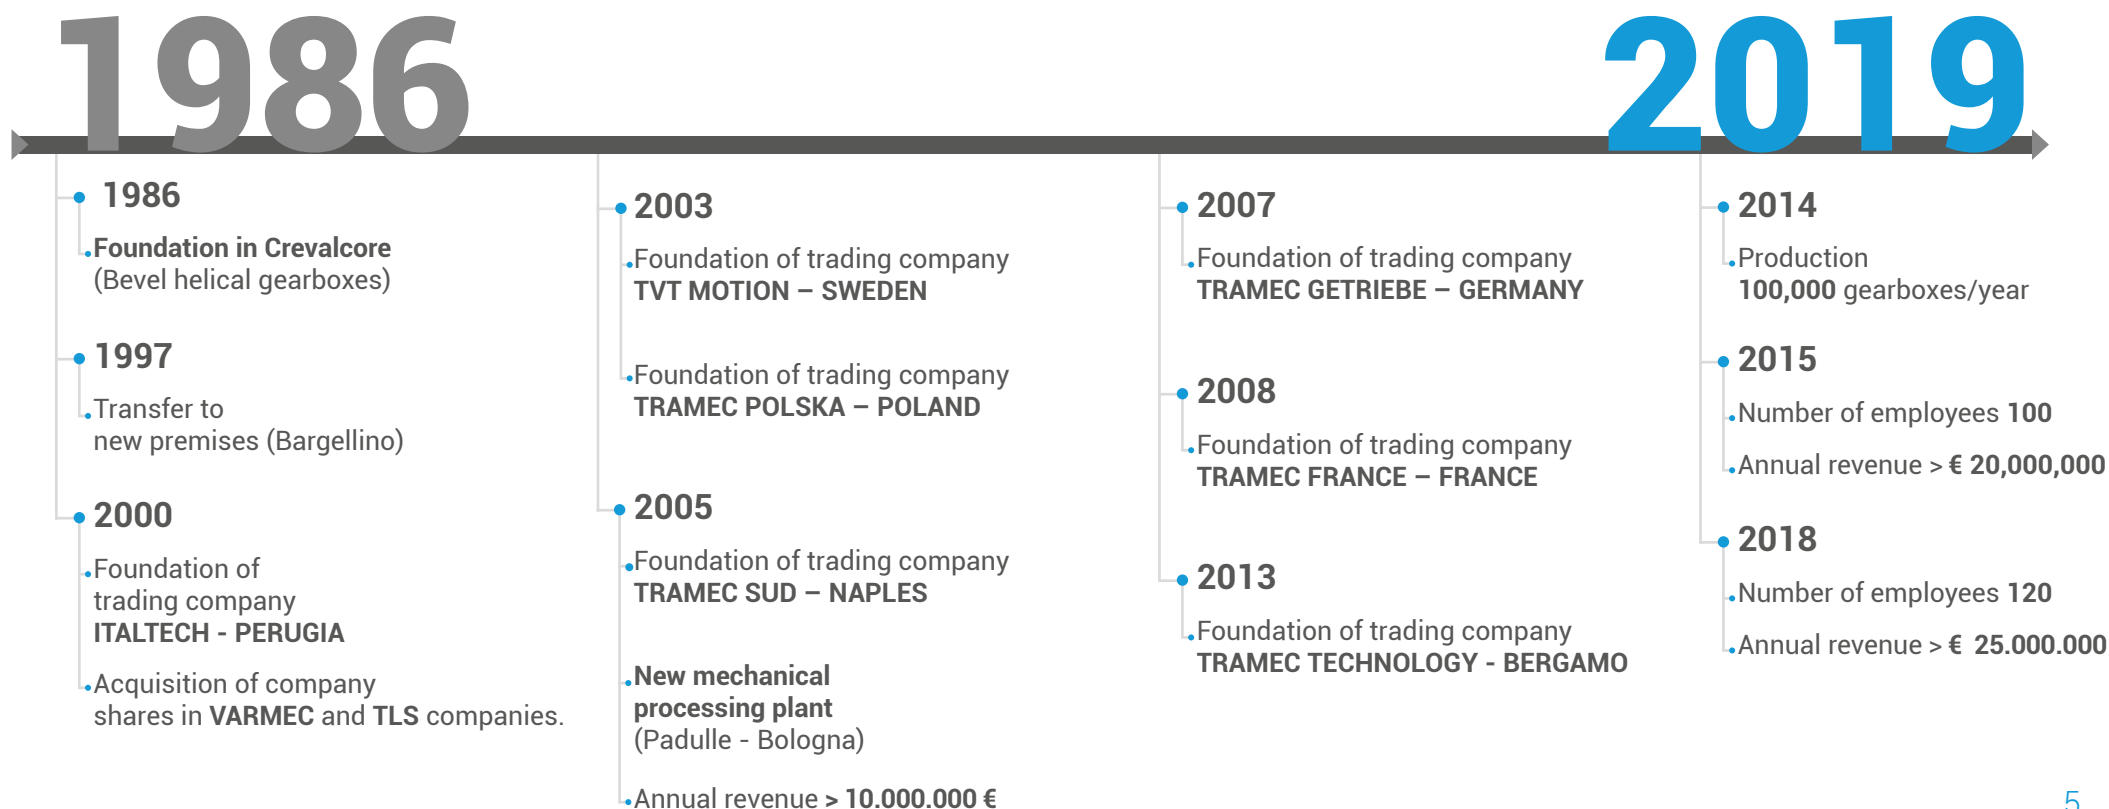 1986
2019
1986
Foundation in Crevalcore
(Bevel helical gearboxes)
1997
Transfer to
new premises (Bargellino)
2000
Foundation of
trading company
ITALTECH - PERUGIA
Acquisition of company
shares in VARMEC and TLS companies.
2003
Foundation of trading company
TVT MOTION – SWEDEN
Foundation of trading company
TRAMEC POLSKA – POLAND
2005
Foundation of trading company
TRAMEC SUD – NAPLES
New mechanical
processing plant
(Padulle - Bologna)
Annual revenue > 10.000.000 €
2007
Foundation of trading company
TRAMEC GETRIEBE – GERMANY
2008
Foundation of trading company
TRAMEC FRANCE – FRANCE
2013
Foundation of trading company
TRAMEC TECHNOLOGY - BERGAMO
2014
Production
100,000 gearboxes/year
2015
Number of employees 100
Annual revenue > € 20,000,000
2018
Number of employees 120
Annual revenue > € 25.000.000
5